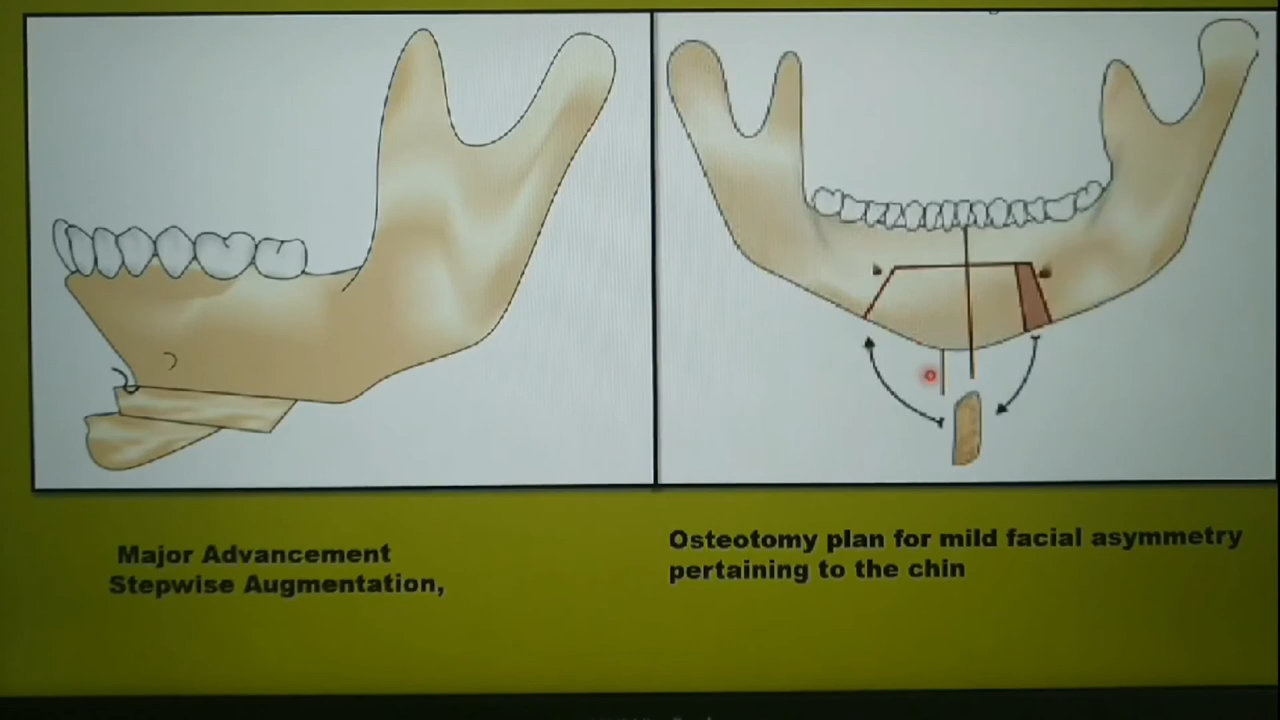 Major Advancement
Stepwise Augmentation,
Osteotomy plan for mild facial asymmetry
pertaining to the chin